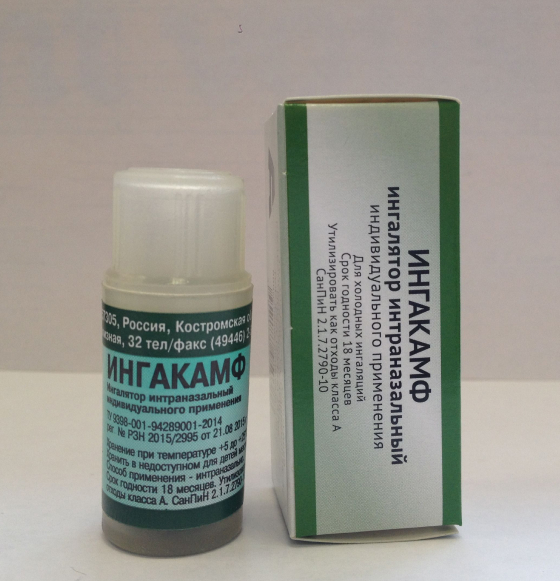 305, Россия, Костромская
32 тел/факс (49446)
ИНГАКАМФ
Ингалятор интраназальный
индивидуального применения
ТУ 9398-001-94289001-2014
рег № РЗН 2015/2995 от 21.08
Хранение при температуре +5 до
Хранить в недоступном для детей
Способ применения - интраназально
Срок годности 18 месяцев.
отходы класса А. СанПиН 2.1.7.2790
ИНГАКАМФ
ингалятор интраназальный
индивидуального применения
Для холодных ингаляций
Срок годности 18 месяцев
Утилизировать как отходы класса А
СанПиН 2.1.7.2790-10